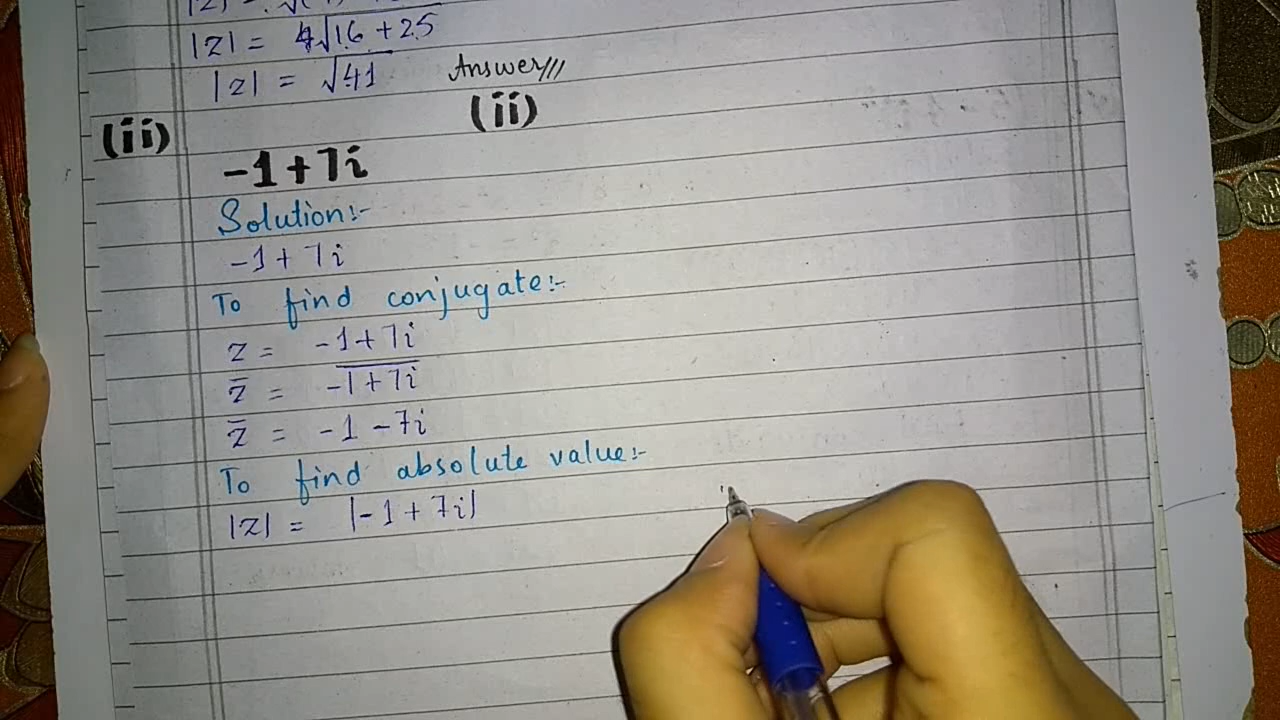 |z| = √16 + 25
|z| = √41 Answer///
(ii)
(ii)
-1 + 7i
Solution:-
-1 + 7i
To find conjugate:-
z = -1 + 7i
z̅ = \overline{-1 + 7i}
z̅ = -1 - 7i
To find absolute value:-
|z| = |-1 + 7i|